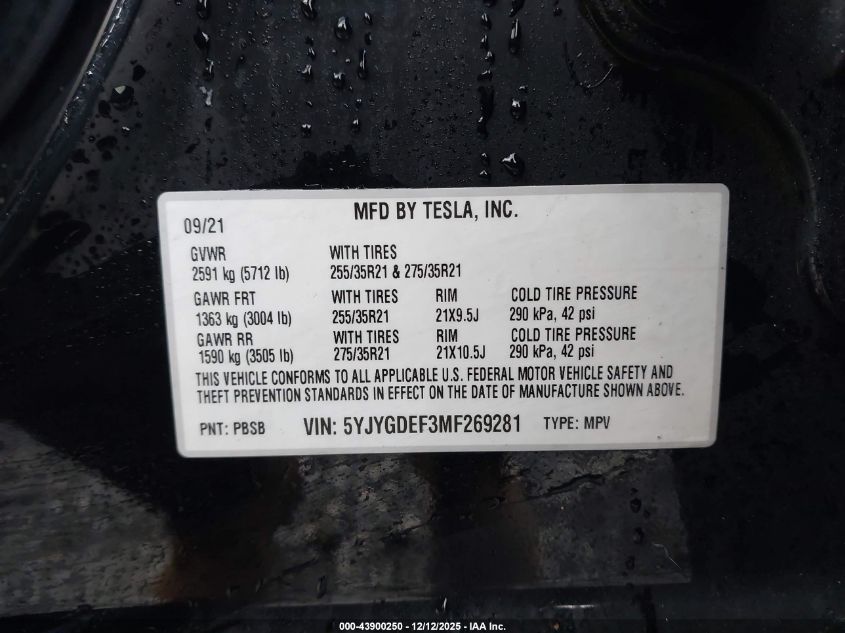 MFD BY TESLA, INC.
09/21
GVWR WITH TIRES
2591 kg (5712 lb) 255/35R21 & 275/35R21
GAWR FRT WITH TIRES RIM COLD TIRE PRESSURE
1363 kg (3004 lb) 255/35R21 21X9.5J 290 kPa, 42 psi
GAWR RR WITH TIRES RIM COLD TIRE PRESSURE
1590 kg (3505 lb) 275/35R21 21X10.5J 290 kPa, 42 psi
THIS VEHICLE CONFORMS TO ALL APPLICABLE U.S. FEDERAL MOTOR VEHICLE SAFETY AND
THEFT PREVENTION STANDARDS IN EFFECT ON THE DATE OF MANUFACTURE SHOWN ABOVE.
PNT: PBSB VIN: 5YJYGDEF3MF269281 TYPE: MPV
000-43900250 - 12/12/2025 - IAA Inc.